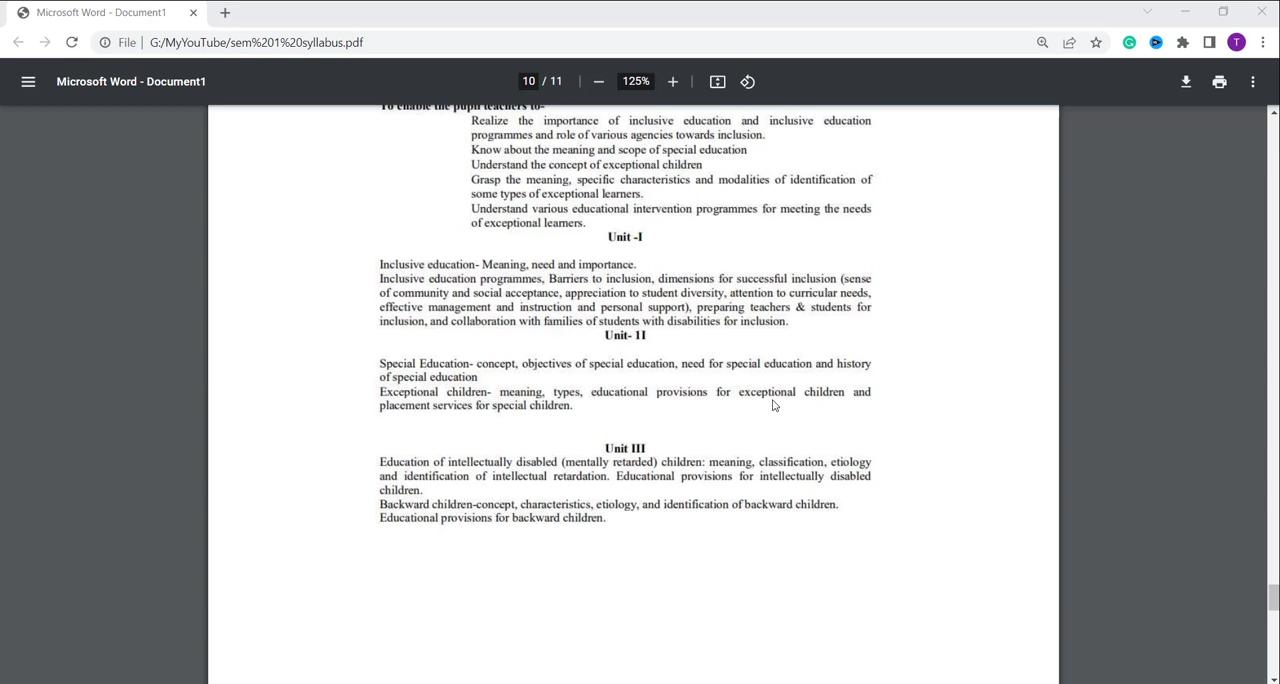 Microsoft Word - Document1
File G:/MyYouTube/sem%201%20syllabus.pdf
T
Microsoft Word - Document1
10 / 11
125%
To enable the pupil teachers to-
Realize the importance of inclusive education and inclusive education
programmes and role of various agencies towards inclusion.
Know about the meaning and scope of special education
Understand the concept of exceptional children
Grasp the meaning, specific characteristics and modalities of identification of
some types of exceptional learners.
Understand various educational intervention programmes for meeting the needs
of exceptional learners.
Unit -I
Inclusive education- Meaning, need and importance.
Inclusive education programmes, Barriers to inclusion, dimensions for successful inclusion (sense
of community and social acceptance, appreciation to student diversity, attention to curricular needs,
effective management and instruction and personal support), preparing teachers & students for
inclusion, and collaboration with families of students with disabilities for inclusion.
Unit- 1I
Special Education- concept, objectives of special education, need for special education and history
of special education
Exceptional children- meaning, types, educational provisions for exceptional children and
placement services for special children.
Unit III
Education of intellectually disabled (mentally retarded) children: meaning, classification, etiology
and identification of intellectual retardation. Educational provisions for intellectually disabled
children.
Backward children-concept, characteristics, etiology, and identification of backward children.
Educational provisions for backward children.